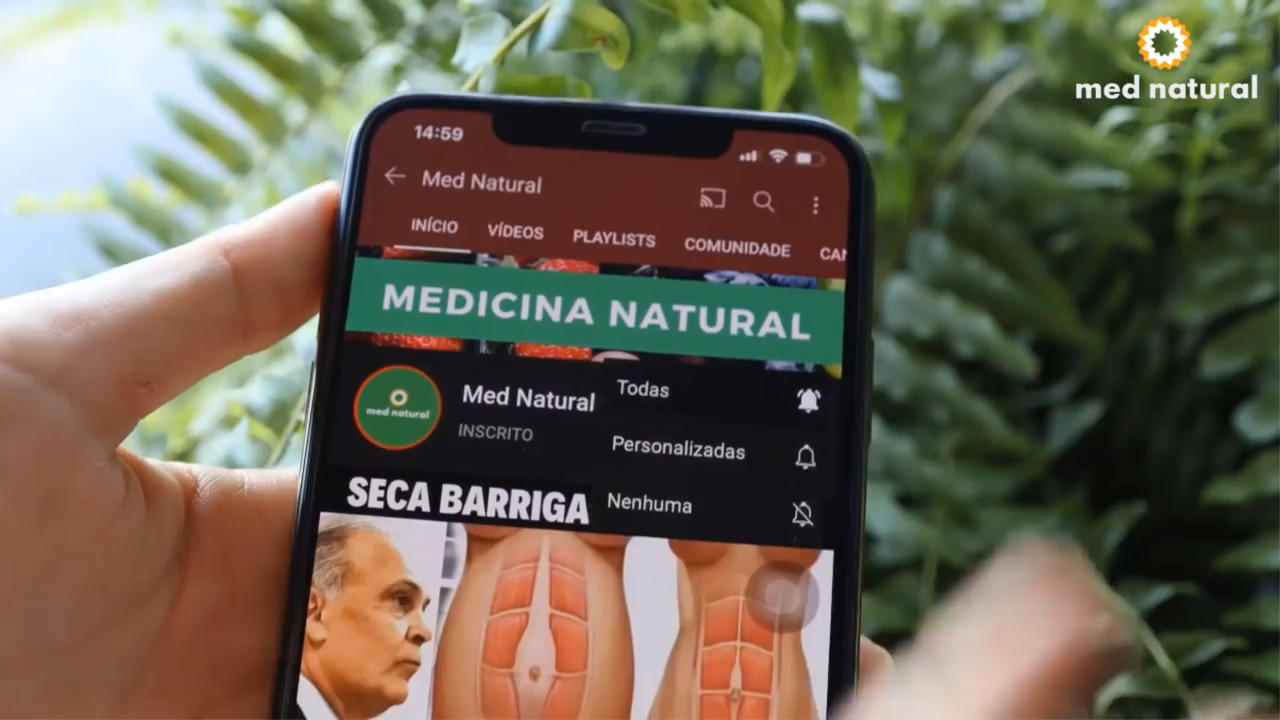 med natural
14:59
Med Natural
INÍCIO VÍDEOS PLAYLISTS COMUNIDADE CAN
MEDICINA NATURAL
med natural
Med Natural
INSCRITO
Todas
Personalizadas
Nenhuma
SECA BARRIGA